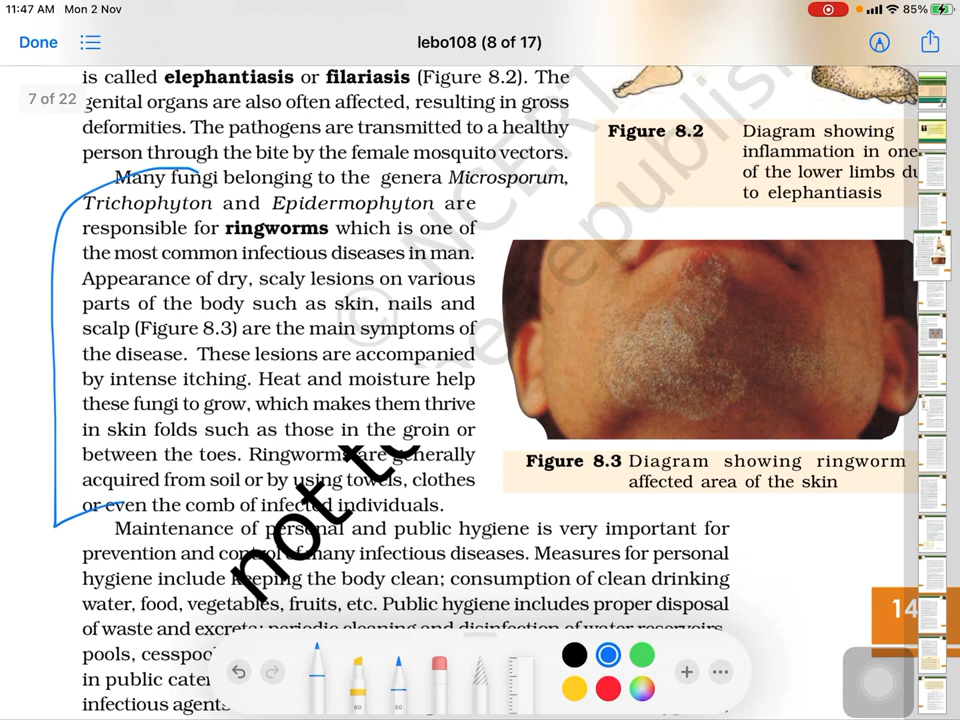 11:47 AM Mon 2 Nov
85%
Done
lebo108 (8 of 17)
7 of 22
is called elephantiasis or filariasis (Figure 8.2). The
genital organs are also often affected, resulting in gross
deformities. The pathogens are transmitted to a healthy
person through the bite by the female mosquito vectors.
Many fungi belonging to the genera Microsporum,
Trichophyton and Epidermophyton are
responsible for ringworms which is one of
the most common infectious diseases in man.
Appearance of dry, scaly lesions on various
parts of the body such as skin, nails and
scalp (Figure 8.3) are the main symptoms of
the disease. These lesions are accompanied
by intense itching. Heat and moisture help
these fungi to grow, which makes them thrive
in skin folds such as those in the groin or
between the toes. Ringworms are generally
acquired from soil or by using towels, clothes
or even the comb of infected individuals.
Figure 8.2 Diagram showing
inflammation in one
of the lower limbs du
to elephantiasis
Figure 8.3 Diagram showing ringworm
affected area of the skin
Maintenance of personal and public hygiene is very important for
prevention and control of many infectious diseases. Measures for personal
hygiene include keeping the body clean; consumption of clean drinking
water, food, vegetables, fruits, etc. Public hygiene includes proper disposal
of waste and excreta; periodic cleaning and disinfection of water reservoirs,
pools, cesspoo
in public cater
infectious agents
14
© NCERT
republish
not to
80
50